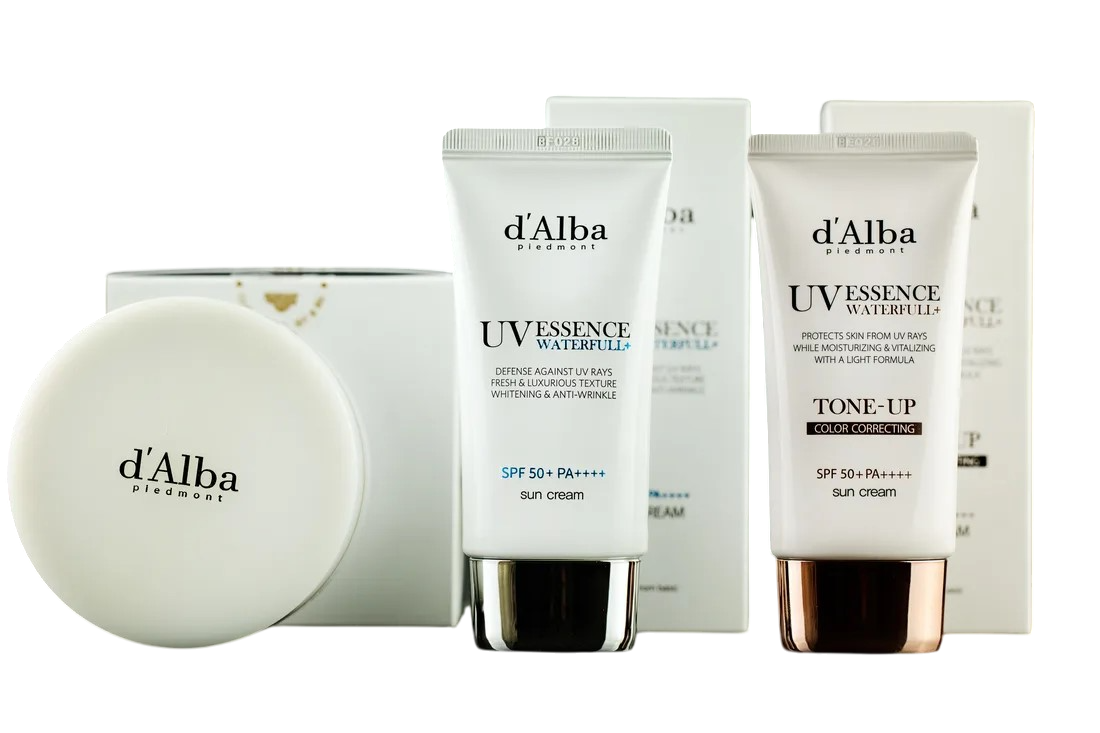 d'Alba
piedmont
BF028
d'Alba
piedmont
UV ESSENCE
WATERFULL+
DEFENSE AGAINST UV RAYS
FRESH & LUXURIOUS TEXTURE
WHITENING & ANTI-WRINKLE
SPF 50+ PA++++
sun cream
d'Alba
piedmont
UV ESSENCE
WATERFULL+
PROTECTS SKIN FROM UV RAYS
WHILE MOISTURIZING & VITALIZING
WITH A LIGHT FORMULA
TONE-UP
COLOR CORRECTING
SPF 50+PA++++
sun cream